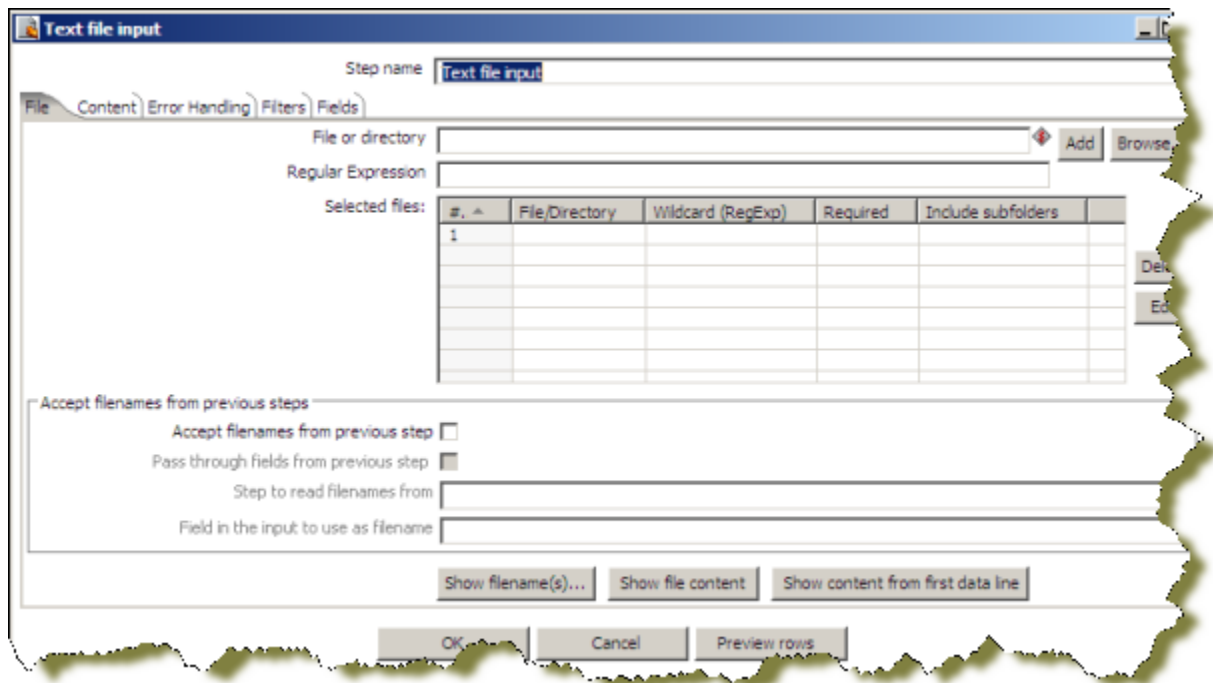 Text file input
Step name Text file input
File Content Error Handling Filters Fields
File or directory Add Browse
Regular Expression
Selected files: #. File/Directory Wildcard (RegExp) Required Include subfolders
1
Accept filenames from previous steps
Accept filenames from previous step
Pass through fields from previous step
Step to read filenames from
Field in the input to use as filename
Show filename(s)... Show file content Show content from first data line
OK Cancel Preview rows